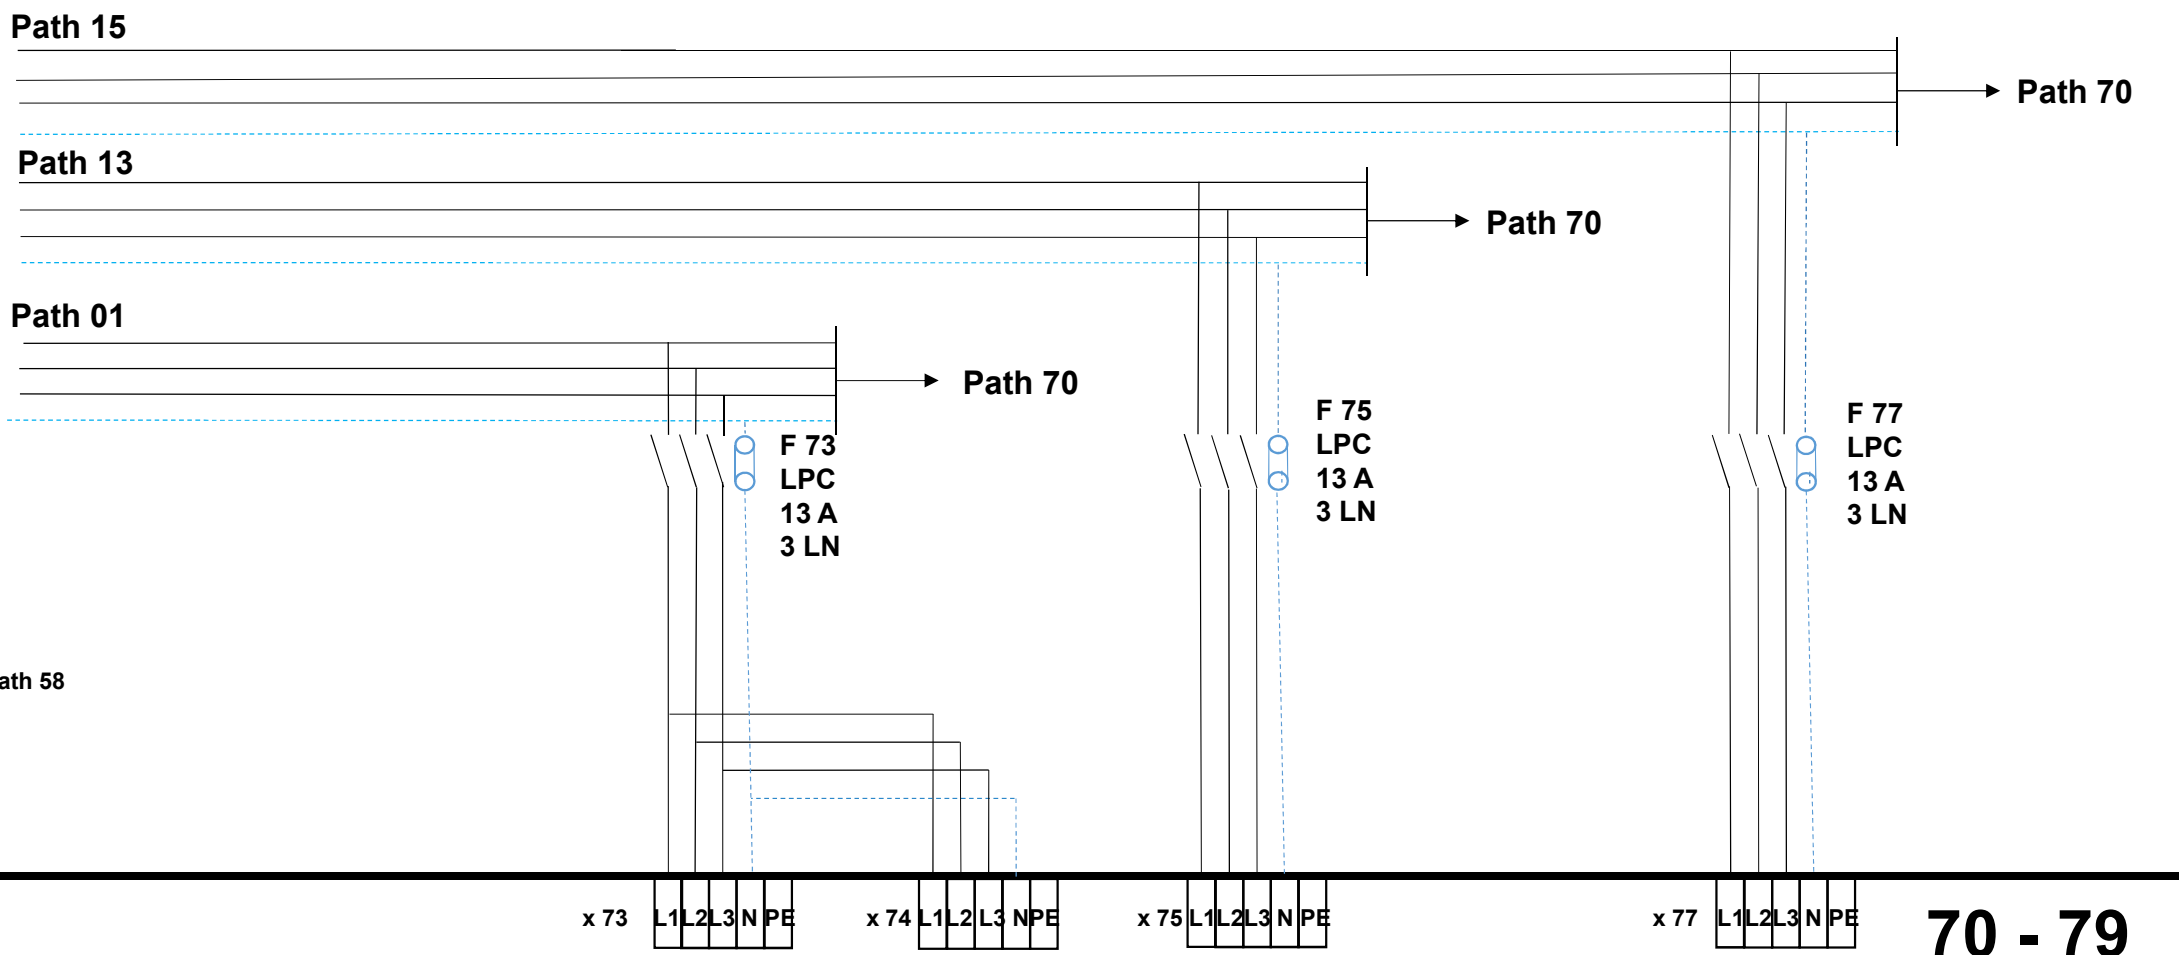 Path 15
Path 70
Path 13
Path 70
Path 01
Path 70
F 73
LPC
13 A
3 LN
F 75
LPC
13 A
3 LN
F 77
LPC
13 A
3 LN
ath 58
x 73 L1 L2 L3 N PE
x 74 L1 L2 L3 N PE
x 75 L1 L2 L3 N PE
x 77 L1 L2 L3 N PE
70 - 79